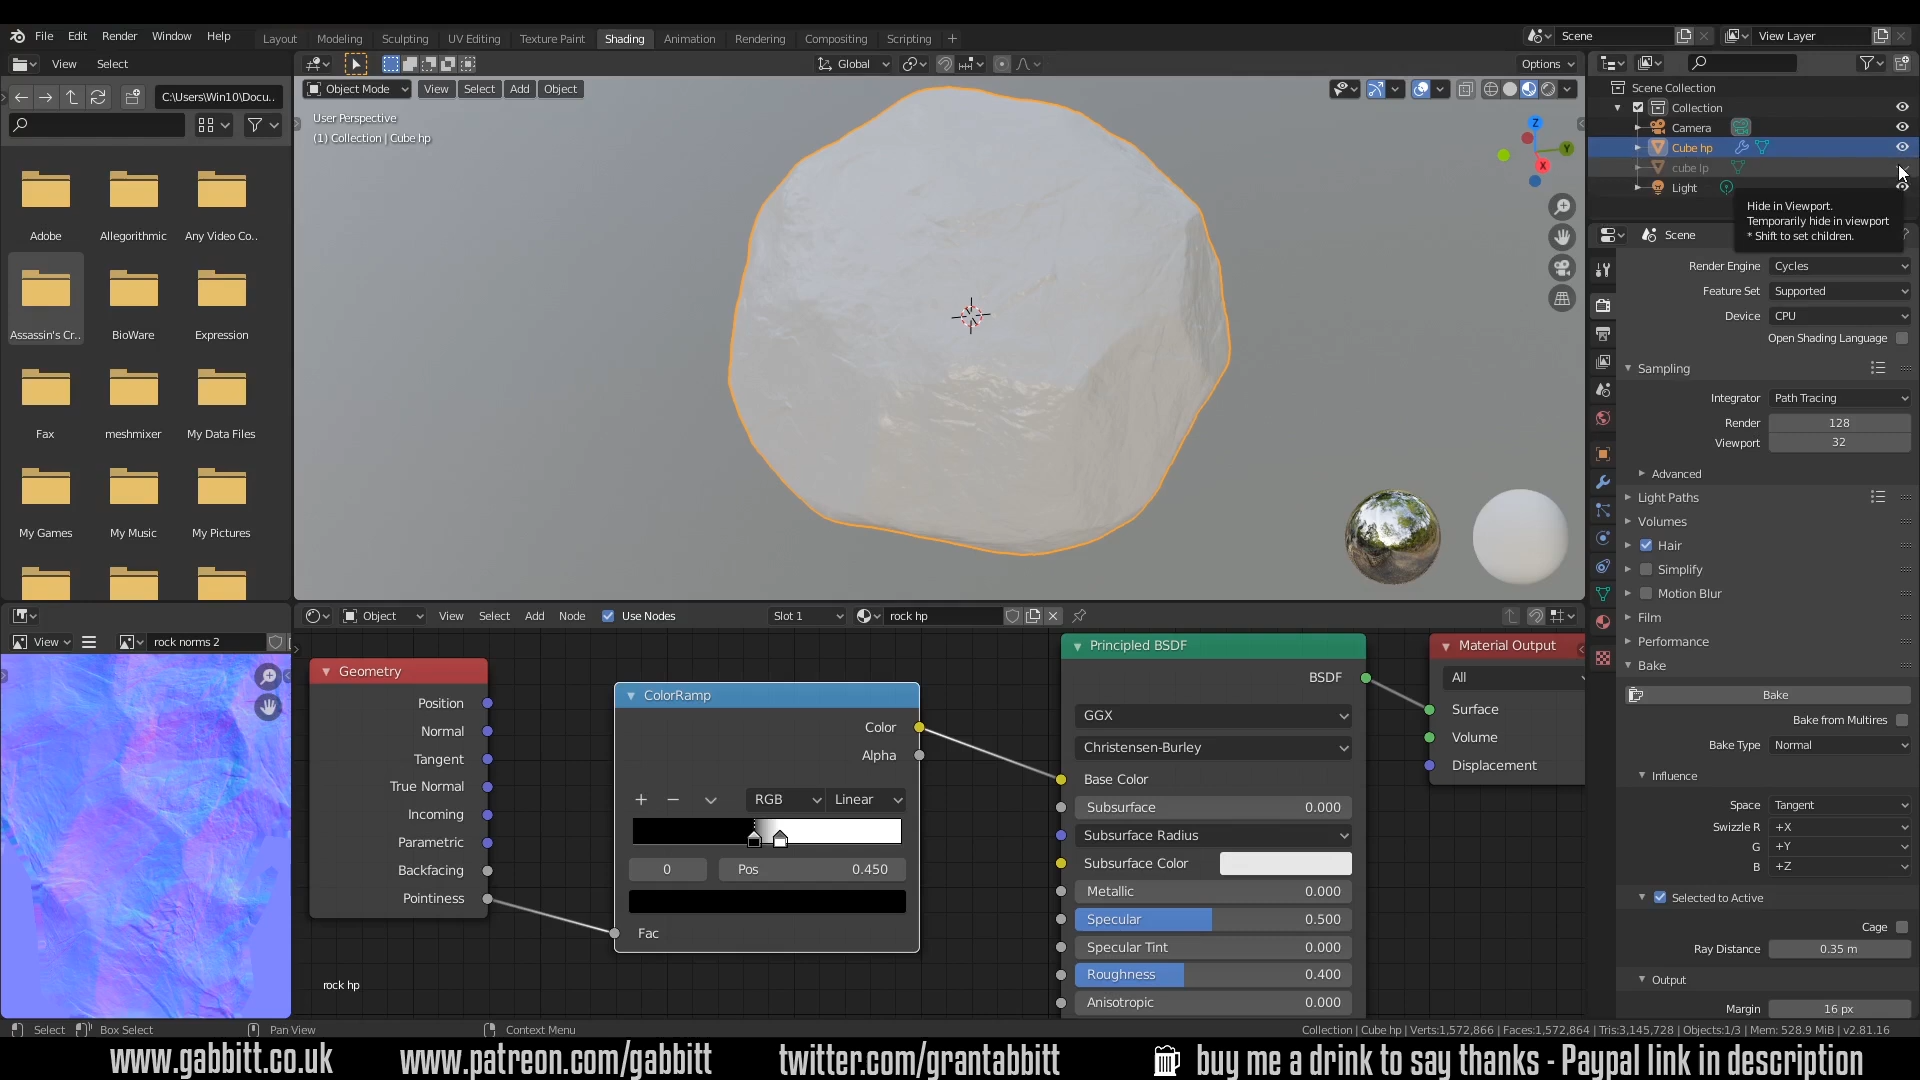 File Edit Render Window Help
Layout Modeling Sculpting UV Editing Texture Paint Shading Animation Rendering Compositing Scripting +
Scene
View Layer
View Select
Global
Options
C:\Users\Win10\Docu..
Object Mode View Select Add Object
User Perspective
(1) Collection | Cube hp
Z
Y
X
Adobe Allegorithmic Any Video Co..
Assassin's Cr.. BioWare Expression
Fax meshmixer My Data Files
My Games My Music My Pictures
Scene Collection
Collection
Camera
Cube hp
cube lp
Light
Hide in Viewport.
Temporarily hide in viewport
* Shift to set children.
Scene
Render Engine Cycles
Feature Set Supported
Device CPU
Open Shading Language
Sampling
Integrator Path Tracing
Render 128
Viewport 32
Advanced
Light Paths
Volumes
Hair
Simplify
Motion Blur
Film
Performance
Bake
Bake
Bake from Multires
Bake Type Normal
Influence
Space Tangent
Swizzle R +X
G +Y
B +Z
Selected to Active
Cage
Ray Distance 0.35 m
Output
Margin 16 px
View rock norms 2
Object View Select Add Node Use Nodes Slot 1 rock hp
Geometry
Position
Normal
Tangent
True Normal
Incoming
Parametric
Backfacing
Pointiness
ColorRamp
Color
Alpha
+ − RGB Linear
0 Pos 0.450
Fac
rock hp
Principled BSDF
BSDF
GGX
Christensen-Burley
Base Color
Subsurface 0.000
Subsurface Radius
Subsurface Color
Metallic 0.000
Specular 0.500
Specular Tint 0.000
Roughness 0.400
Anisotropic 0.000
Material Output
All
Surface
Volume
Displacement
Select Box Select Pan View Context Menu
Collection | Cube hp | Verts:1,572,866 | Faces:1,572,864 | Tris:3,145,728 | Objects:1/3 | Mem: 528.9 MiB | v2.81.16
www.gabbitt.co.uk www.patreon.com/gabbitt twitter.com/grantabbitt buy me a drink to say thanks - Paypal link in description